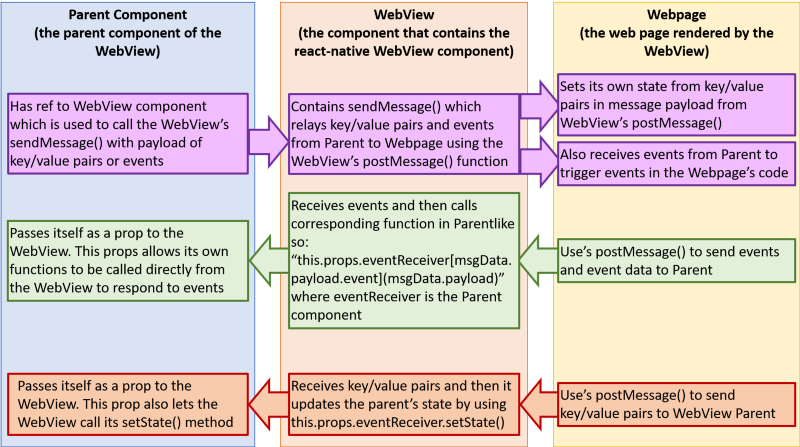 Parent Component
(the parent component of the
WebView)
WebView
(the component that contains the
react-native WebView component)
Webpage
(the web page rendered by the
WebView)
Has ref to WebView component
which is used to call the WebView's
sendMessage() with payload of
key/value pairs or events
Contains sendMessage() which
relays key/value pairs and events
from Parent to Webpage using the
WebView's postMessage() function
Sets its own state from key/value
pairs in message payload from
WebView's postMessage()
Also receives events from Parent to
trigger events in the Webpage's code
Passes itself as a prop to the
WebView. This props allows its own
functions to be called directly from
the WebView to respond to events
Receives events and then calls
corresponding function in Parentlike
so:
"this.props.eventReceiver[msgData.
payload.event](msgData.payload)"
where eventReceiver is the Parent
component
Use's postMessage() to send events
and event data to Parent
Passes itself as a prop to the
WebView. This prop also lets the
WebView call its setState() method
Receives key/value pairs and then it
updates the parent's state by using
this.props.eventReceiver.setState()
Use's postMessage() to send
key/value pairs to WebView Parent